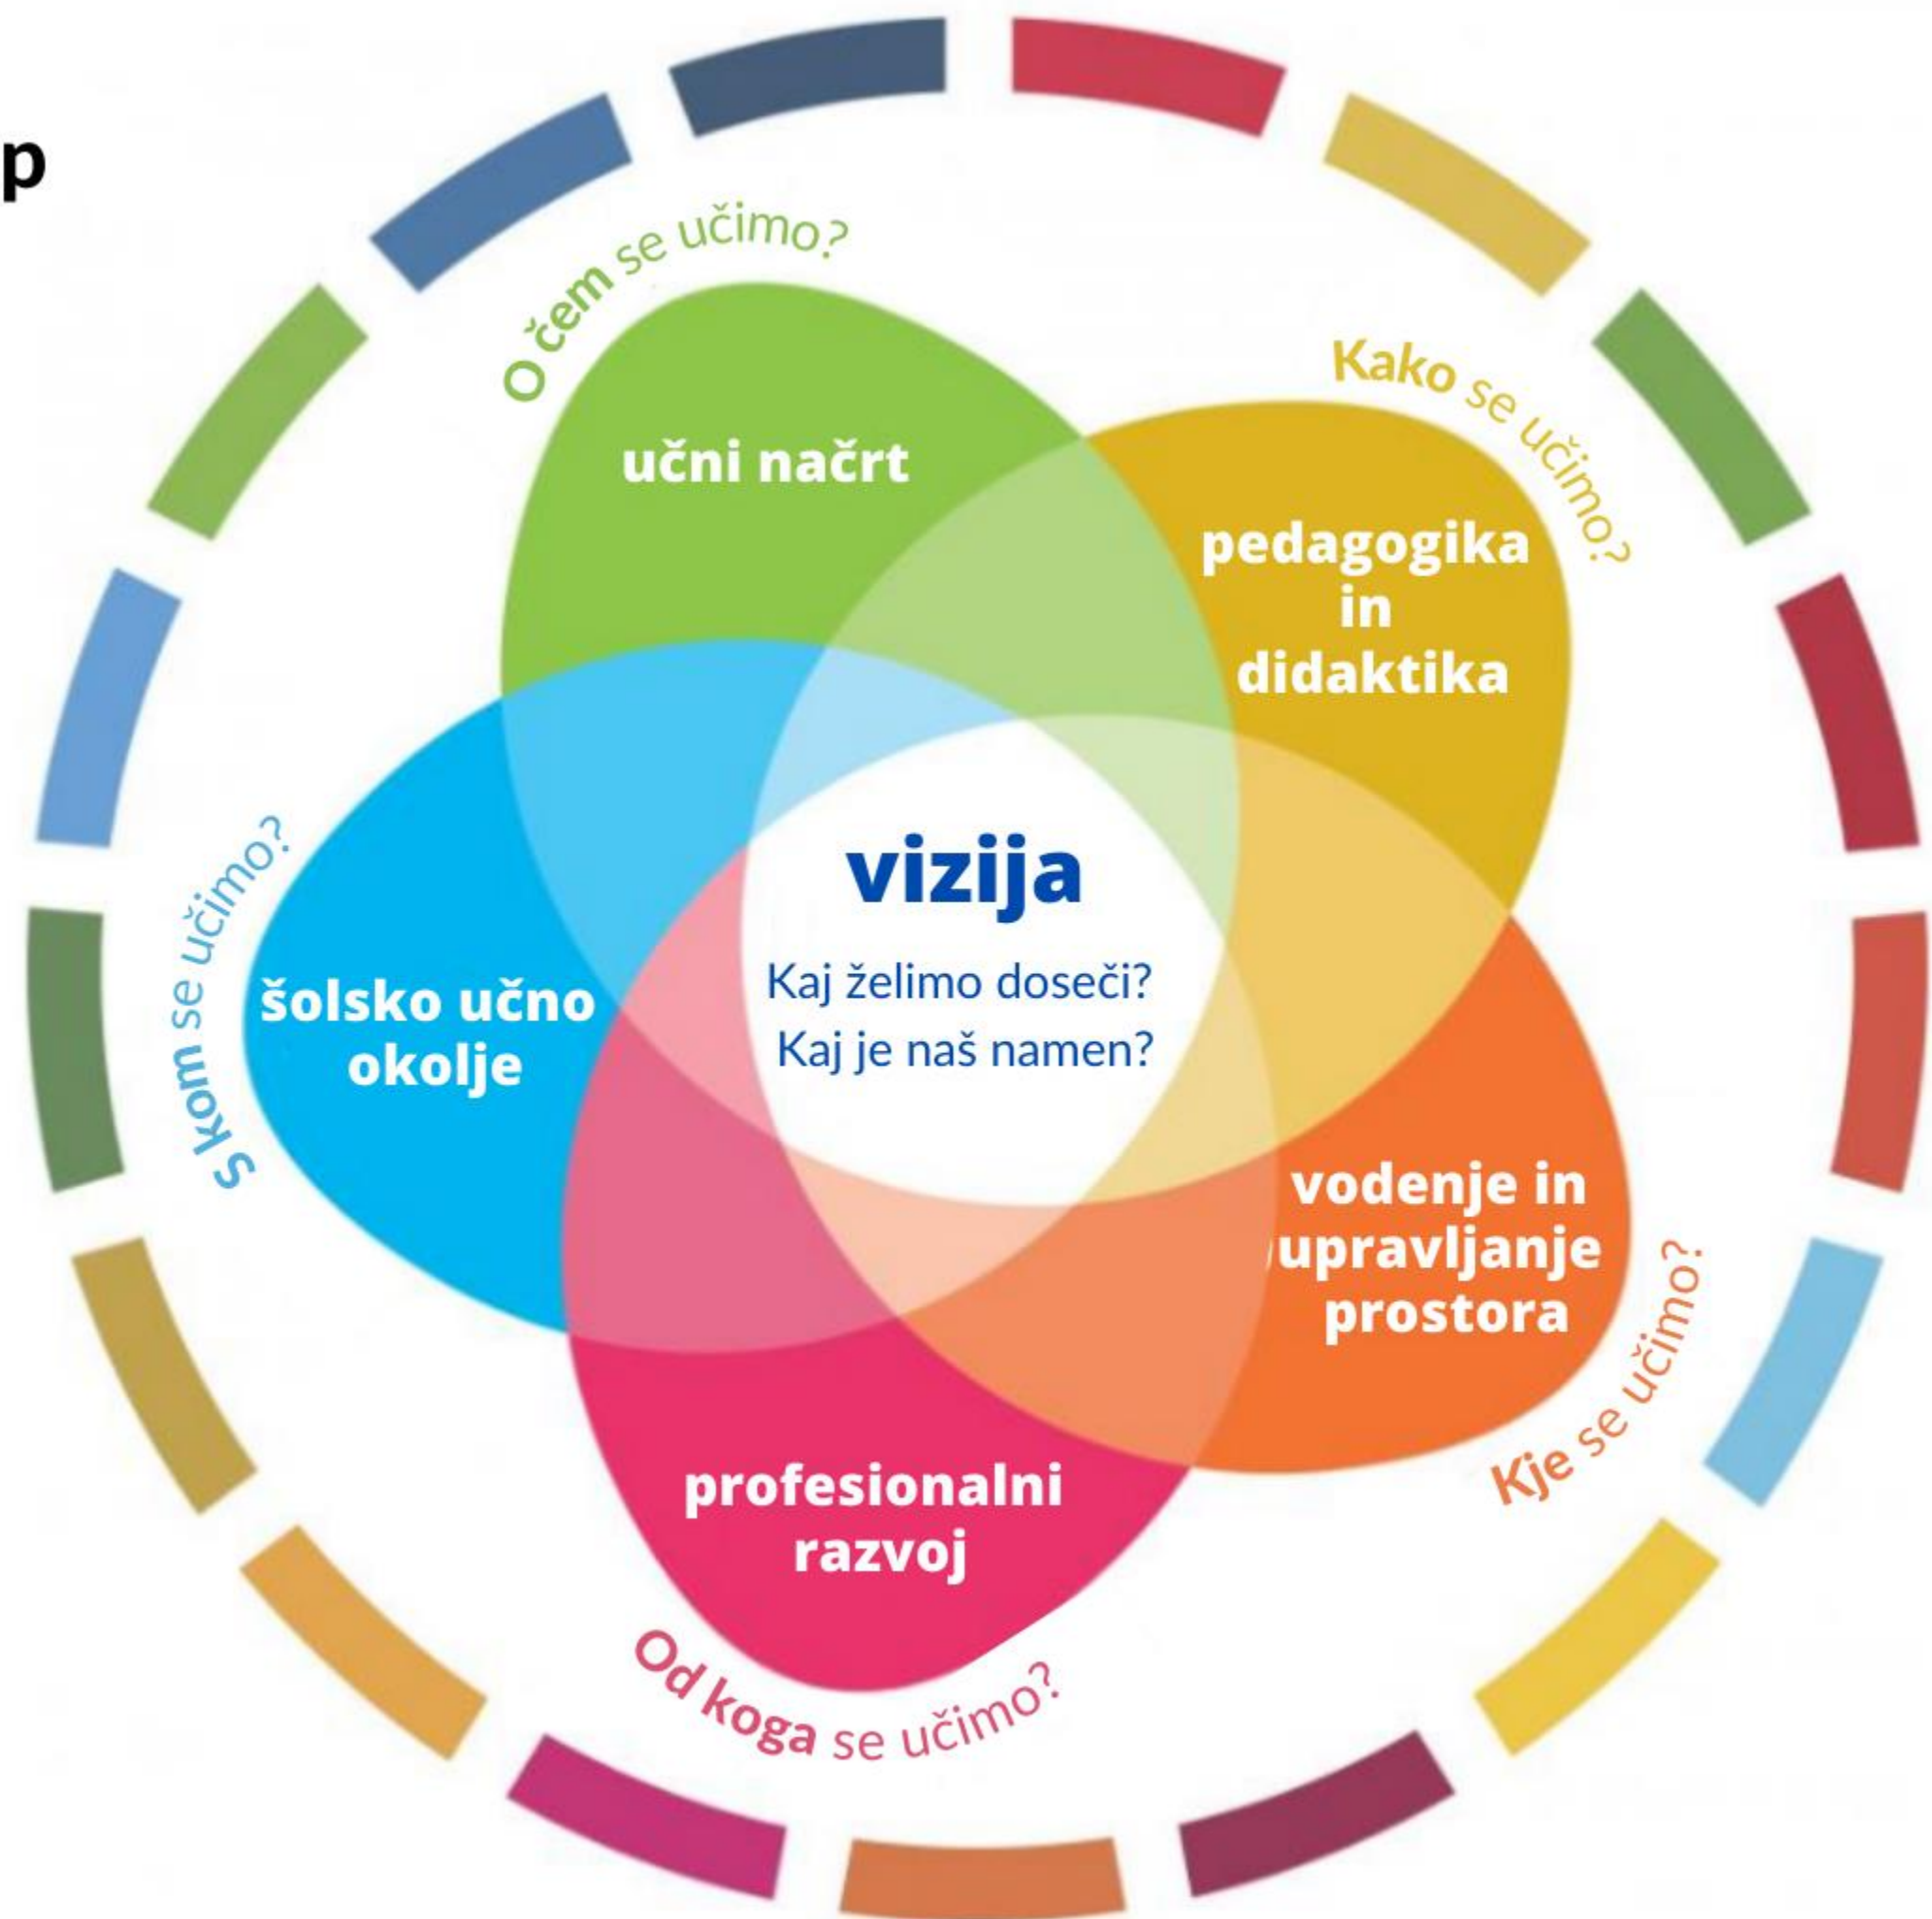 p
O čem se učimo?
učni načrt
Kako se učimo?
pedagogika
in
didaktika
vizija
Kaj želimo doseči?
Kaj je naš namen?
S kom se učimo?
šolsko učno
okolje
vodenje in
upravljanje
prostora
Kje se učimo?
profesionalni
razvoj
Od koga se učimo?